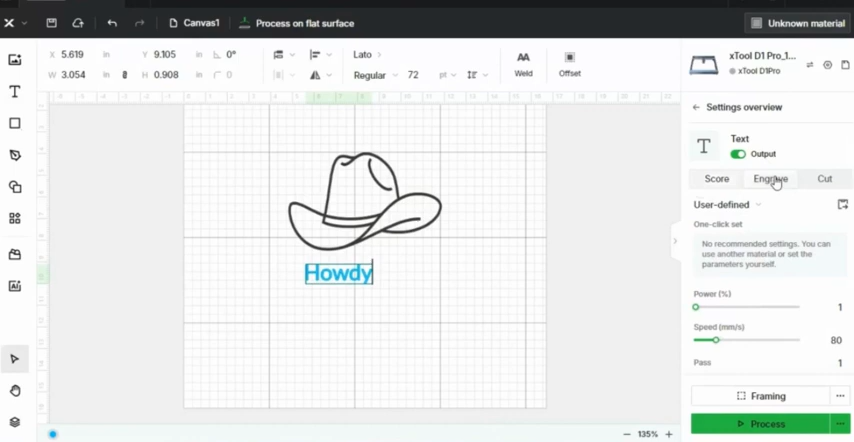 Canvas1
Process on flat surface
Unknown material
X 5.619 in Y 9.105 in 0° Lato
W 3.054 in H 0.908 in 0 Regular 72 pt
AA
Weld
Offset
xTool D1 Pro_1...
xTool D1Pro
Settings overview
T
Text
Output
Score Engrave Cut
User-defined
One-click set
No recommended settings. You can
use another material or set the
parameters yourself.
Power (%)
1
Speed (mm/s)
80
Pass 1
Howdy
Framing
Process
135%